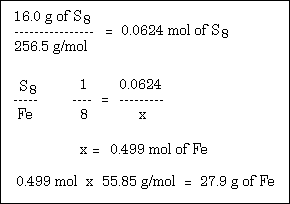 16.0 g of S8
----------------- = 0.0624 mol of S8
256.5 g/mol
S8 1 0.0624
----- ---- = ---------
Fe 8 x
x = 0.499 mol of Fe
0.499 mol x 55.85 g/mol = 27.9 g of Fe